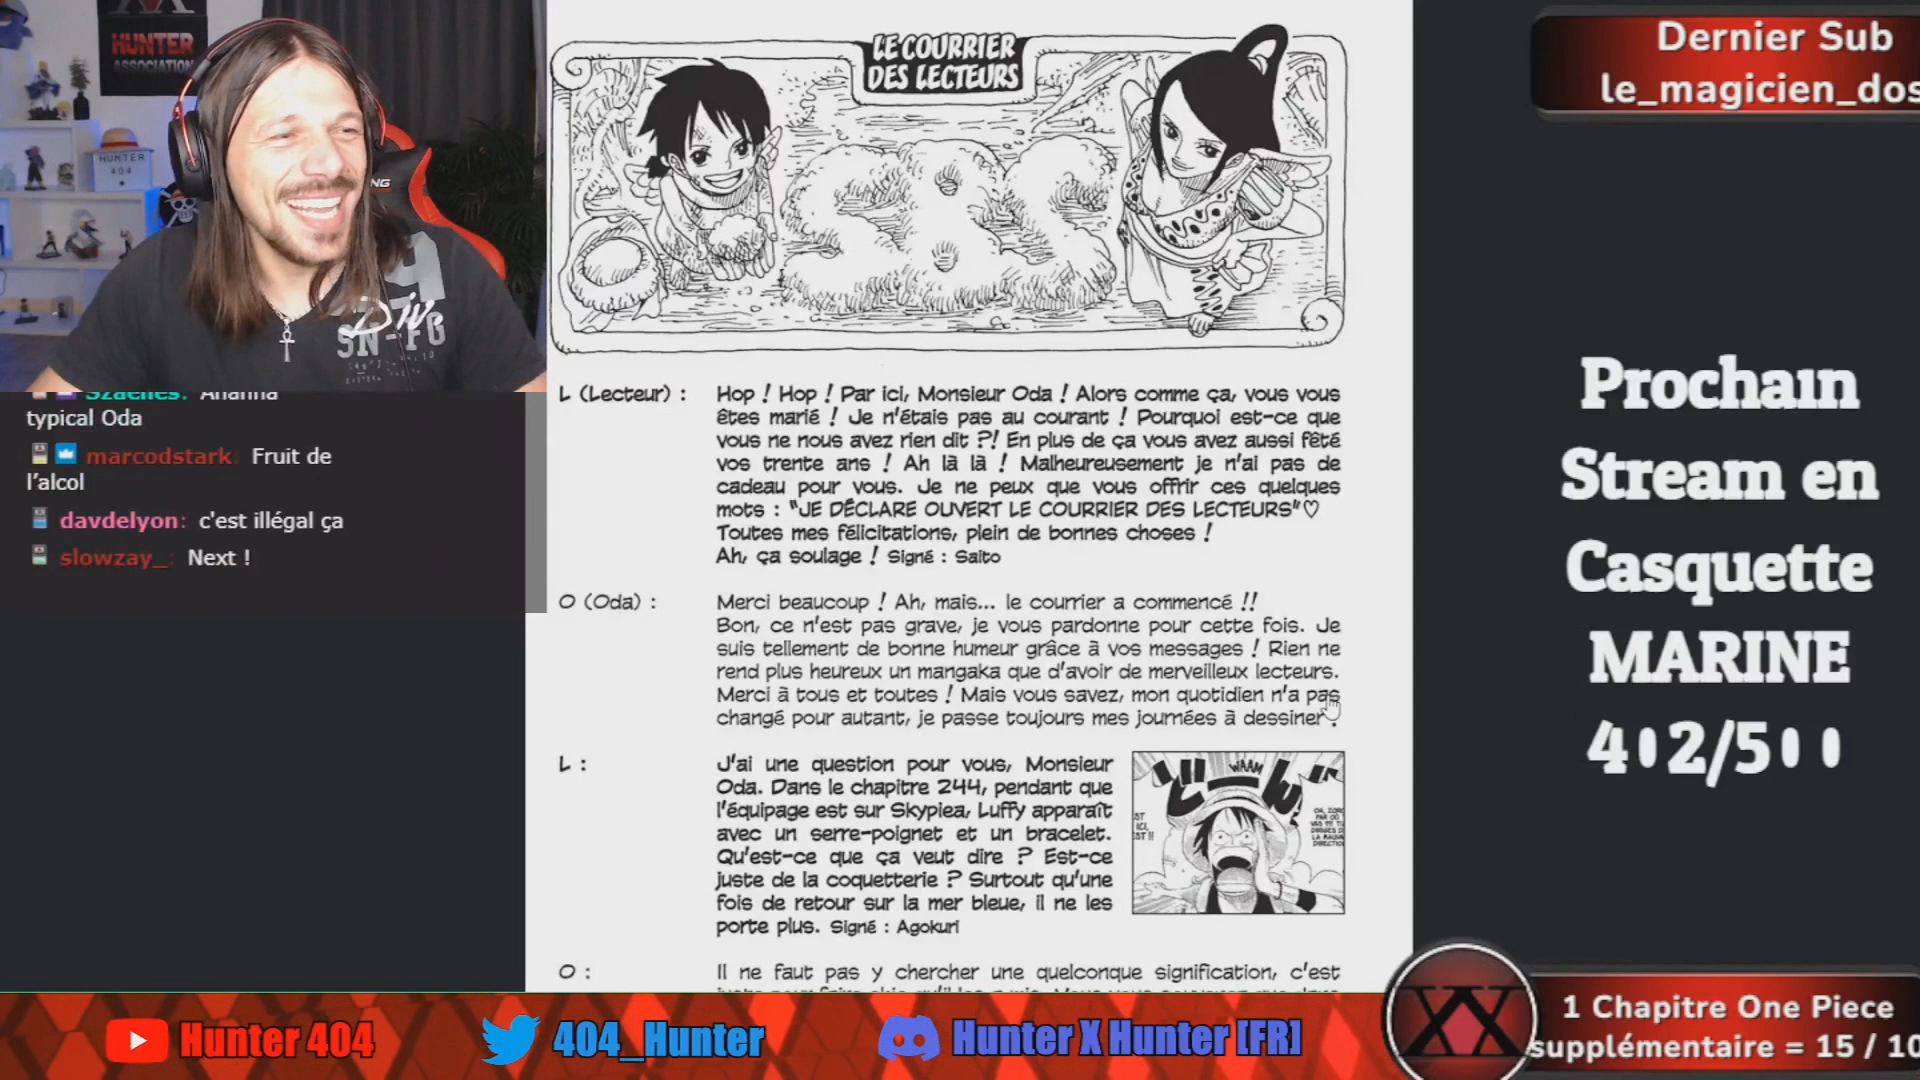 HUNTER
ASSOCIATION
HUNTER
404
NG
SN-FG
Szaehes: Ahahha
typical Oda
marcodstark: Fruit de
l'alcol
davdelyon: c'est illégal ça
slowzay_: Next !
LE COURRIER
DES LECTEURS
L (Lecteur) : Hop ! Hop ! Par ici, Monsieur Oda ! Alors comme ça, vous vous
êtes marié ! Je n'étais pas au courant ! Pourquoi est-ce que
vous ne nous avez rien dit ?! En plus de ça vous avez aussi fêté
vos trente ans ! Ah là là ! Malheureusement je n'ai pas de
cadeau pour vous. Je ne peux que vous offrir ces quelques
mots : "JE DÉCLARE OUVERT LE COURRIER DES LECTEURS"♡
Toutes mes félicitations, plein de bonnes choses !
Ah, ça soulage ! Signé : Saito
O (Oda) : Merci beaucoup ! Ah, mais... le courrier a commencé !!
Bon, ce n'est pas grave, je vous pardonne pour cette fois. Je
suis tellement de bonne humeur grâce à vos messages ! Rien ne
rend plus heureux un mangaka que d'avoir de merveilleux lecteurs.
Merci à tous et toutes ! Mais vous savez, mon quotidien n'a pas
changé pour autant, je passe toujours mes journées à dessiner !
L : J'ai une question pour vous, Monsieur
Oda. Dans le chapitre 244, pendant que
l'équipage est sur Skypiea, Luffy apparaît
avec un serre-poignet et un bracelet.
Qu'est-ce que ça veut dire ? Est-ce
juste de la coquetterie ? Surtout qu'une
fois de retour sur la mer bleue, il ne les
porte plus. Signé : Agokuri
WAAM
O : Il ne faut pas y chercher une quelconque signification, c'est
Dernier Sub
le_magicien_dos
Prochain
Stream en
Casquette
MARINE
402/500
1 Chapitre One Piece
supplémentaire = 15 / 10
Hunter 404
404_Hunter
Hunter X Hunter [FR]